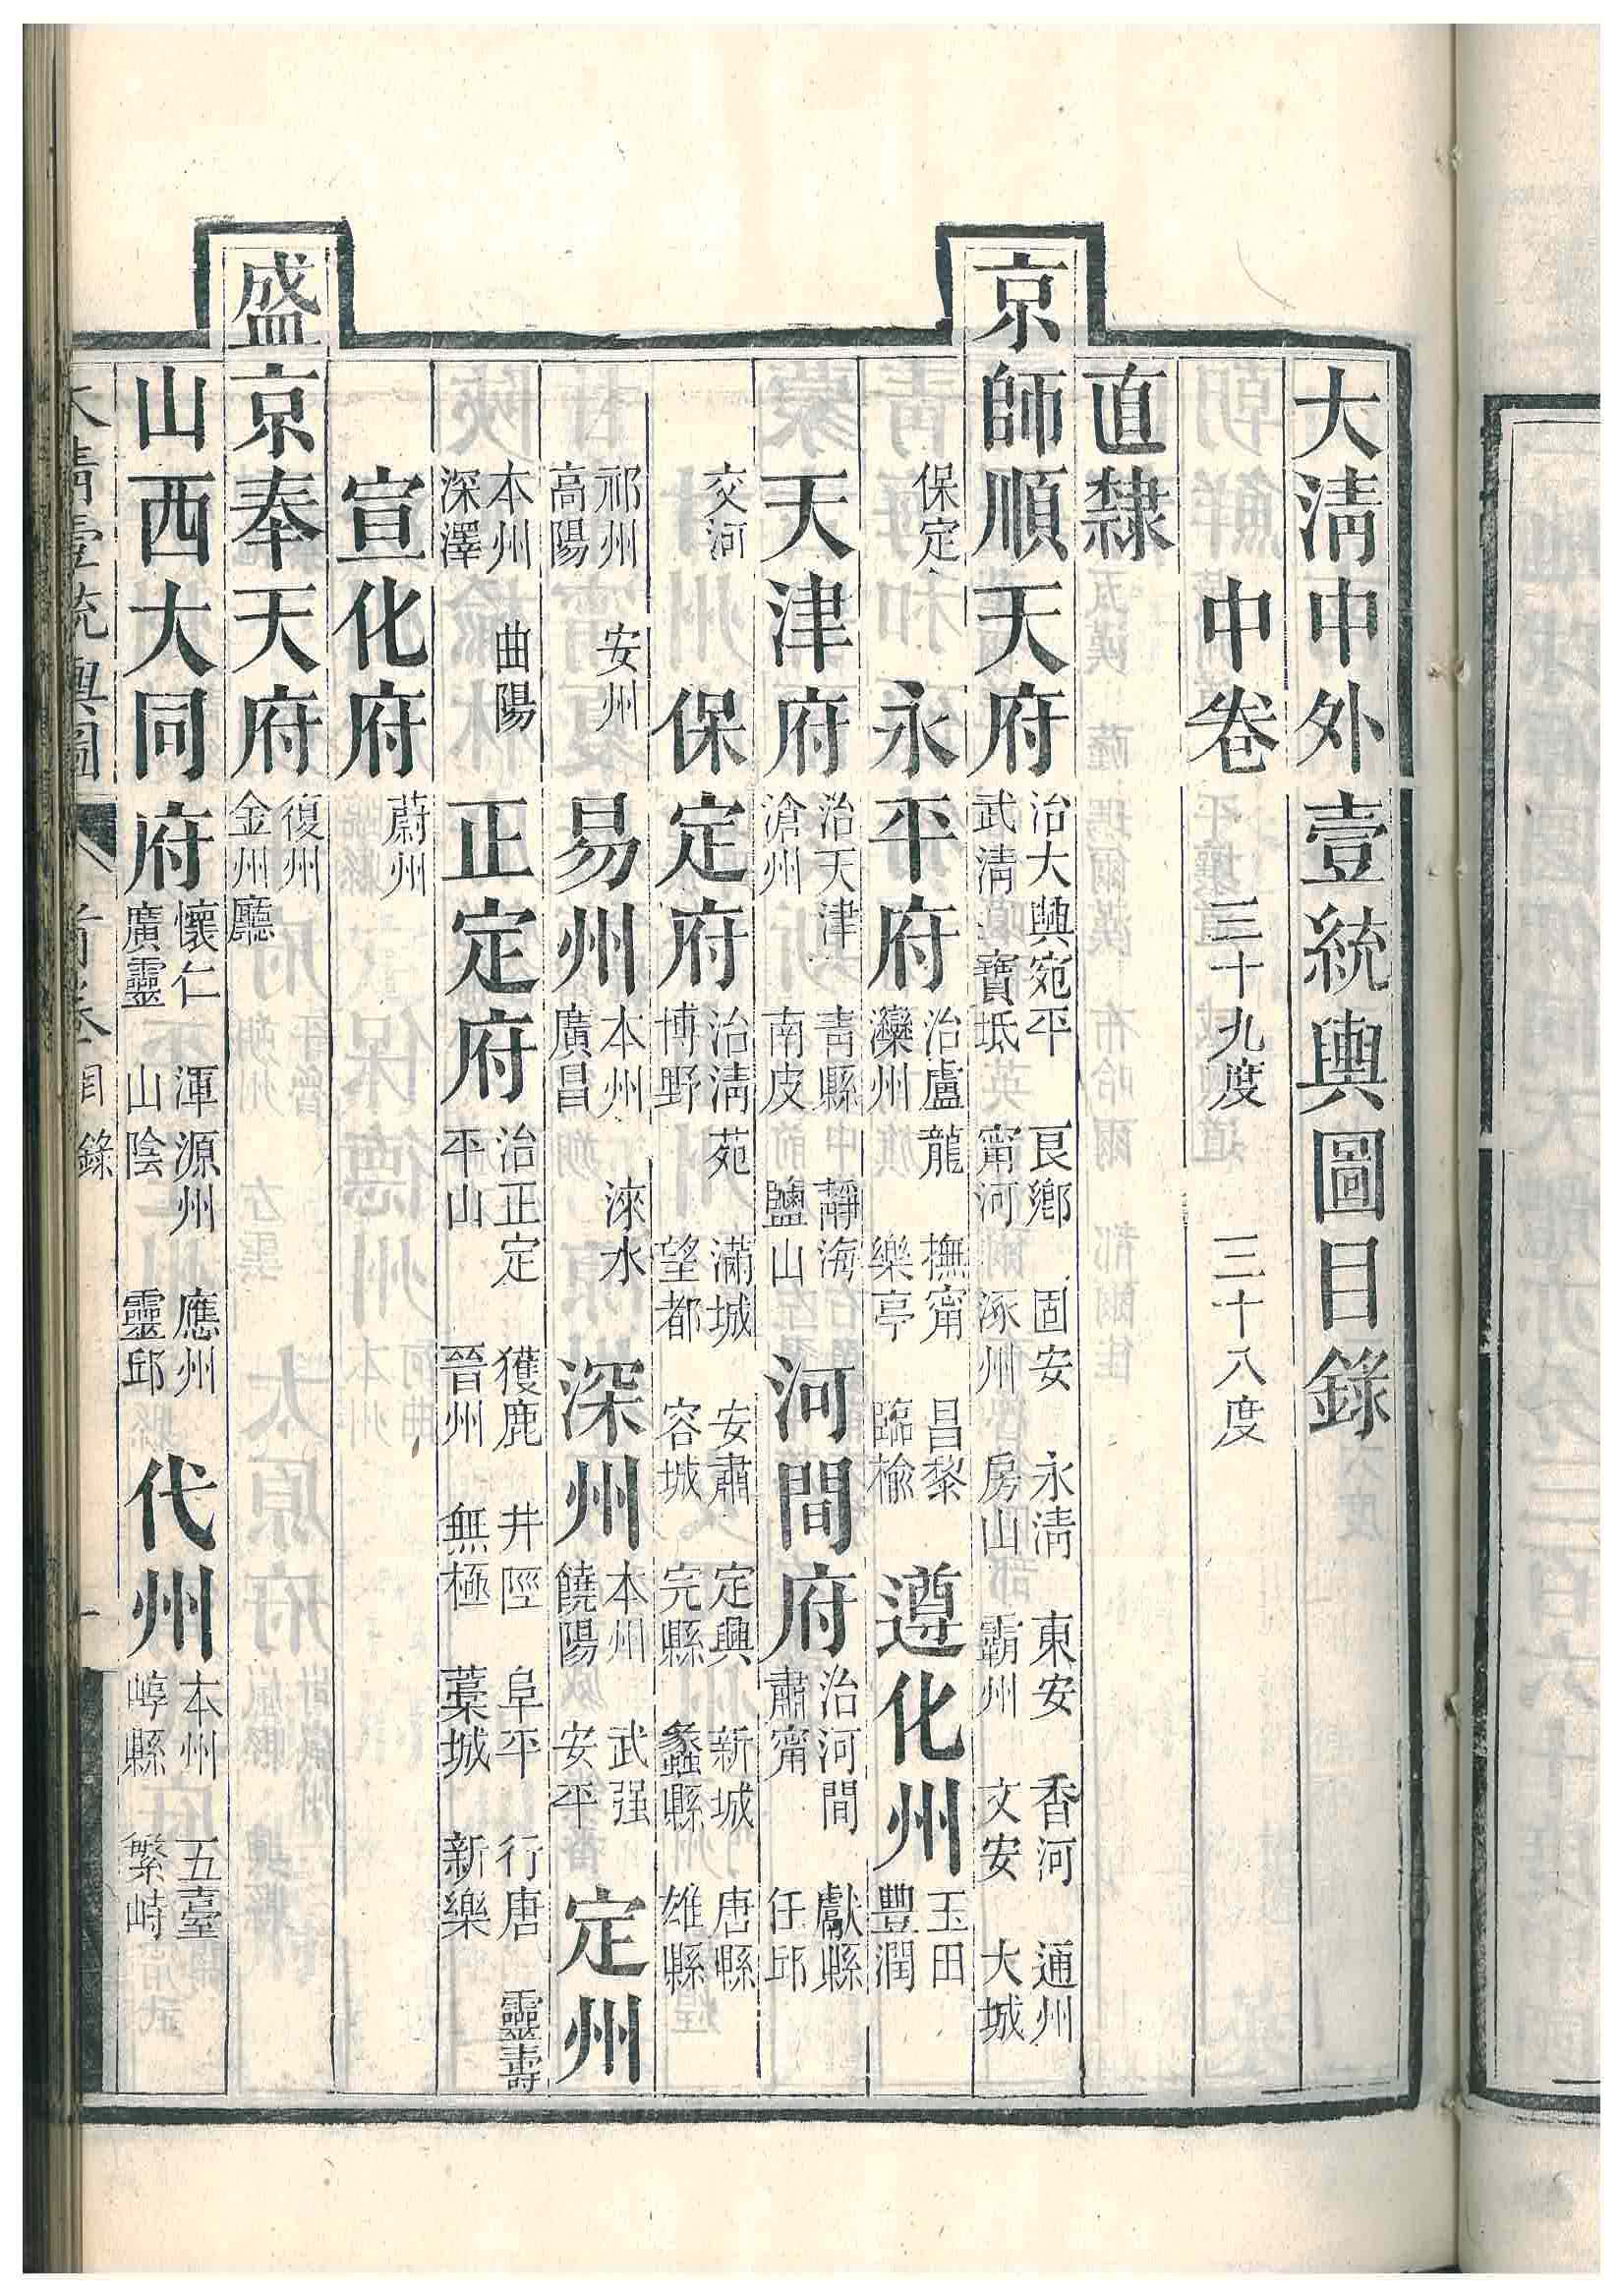 大淸中外壹統輿圖目錄
中卷 三十九度 三十八度
直隸
京師順天府 治大興宛平 良鄉 固安 永淸 東安 香河 通州 武淸 寶坻 甯河 涿州 房山 霸州 文安 大城
保定 永平府 治盧龍 撫甯 昌黎 灤州 樂亭 臨榆 遵化州 玉田 豐潤
天津府 治天津 靑縣 靜海 滄州 南皮 鹽山 河間府 治河間 獻縣 肅甯 任邱
交河 保定府 治淸苑 滿城 安肅 定興 新城 唐縣 博野 望都 容城 完縣 蠡縣 雄縣
祁州 安州 高陽 易州 本州 淶水 廣昌 深州 本州 武强 饒陽 安平 定州
本州 曲陽 深澤 正定府 治正定 獲鹿 井陘 阜平 行唐 靈壽 平山 晉州 無極 藁城 新樂
宣化府 蔚州
盛京奉天府 復州 金州廳
山西大同府 懷仁 渾源州 應州 廣靈 山陰 靈邱 代州 本州 五臺 崞縣 繁峙
大淸壹統輿圖 目錄 一